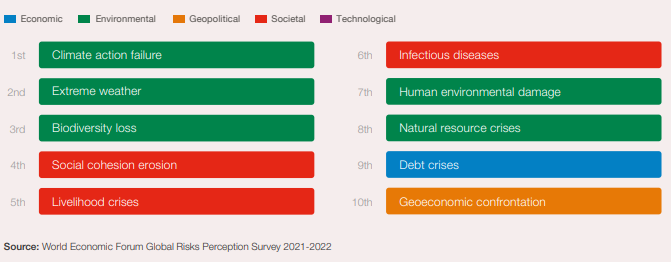 Economic Environmental Geopolitical Societal Technological
1st Climate action failure
2nd Extreme weather
3rd Biodiversity loss
4th Social cohesion erosion
5th Livelihood crises
6th Infectious diseases
7th Human environmental damage
8th Natural resource crises
9th Debt crises
10th Geoeconomic confrontation
Source: World Economic Forum Global Risks Perception Survey 2021-2022